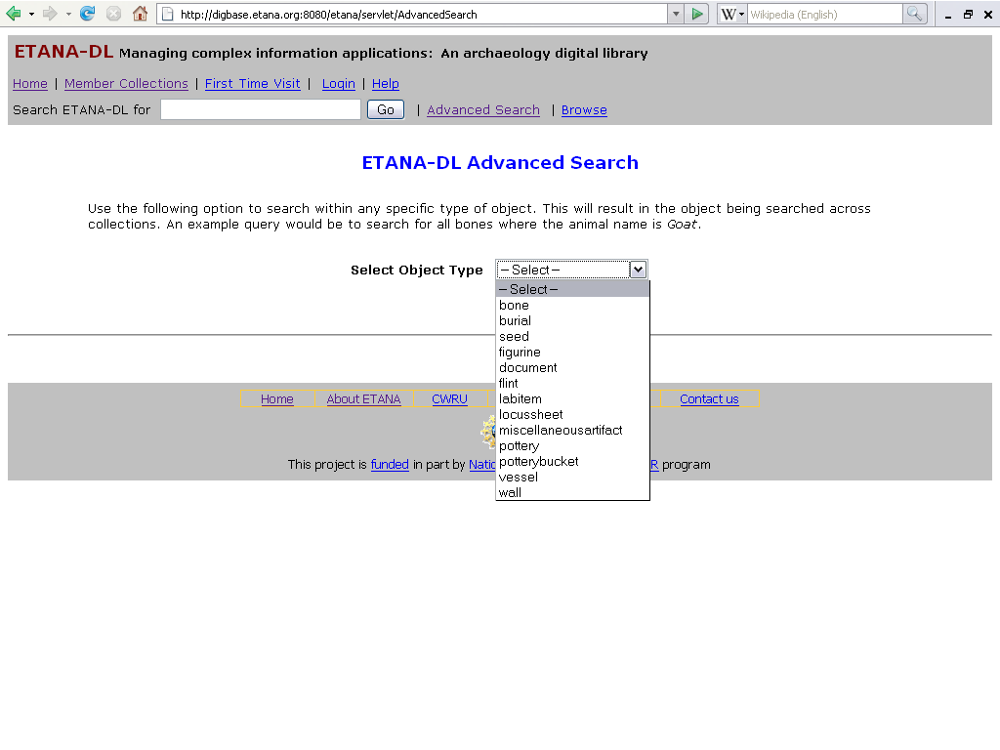 http://digbase.etana.org:8080/etana/servlet/AdvancedSearch
W
Wikipedia (English)
ETANA-DL Managing complex information applications: An archaeology digital library
Home | Member Collections | First Time Visit | Login | Help
Search ETANA-DL for Go | Advanced Search | Browse
ETANA-DL Advanced Search
Use the following option to search within any specific type of object. This will result in the object being searched across
collections. An example query would be to search for all bones where the animal name is Goat.
Select Object Type -- Select --
-- Select --
bone
burial
seed
figurine
document
flint
labitem
locussheet
miscellaneousartifact
pottery
potterybucket
vessel
wall
Home About ETANA CWRU Contact us
This project is funded in part by R program